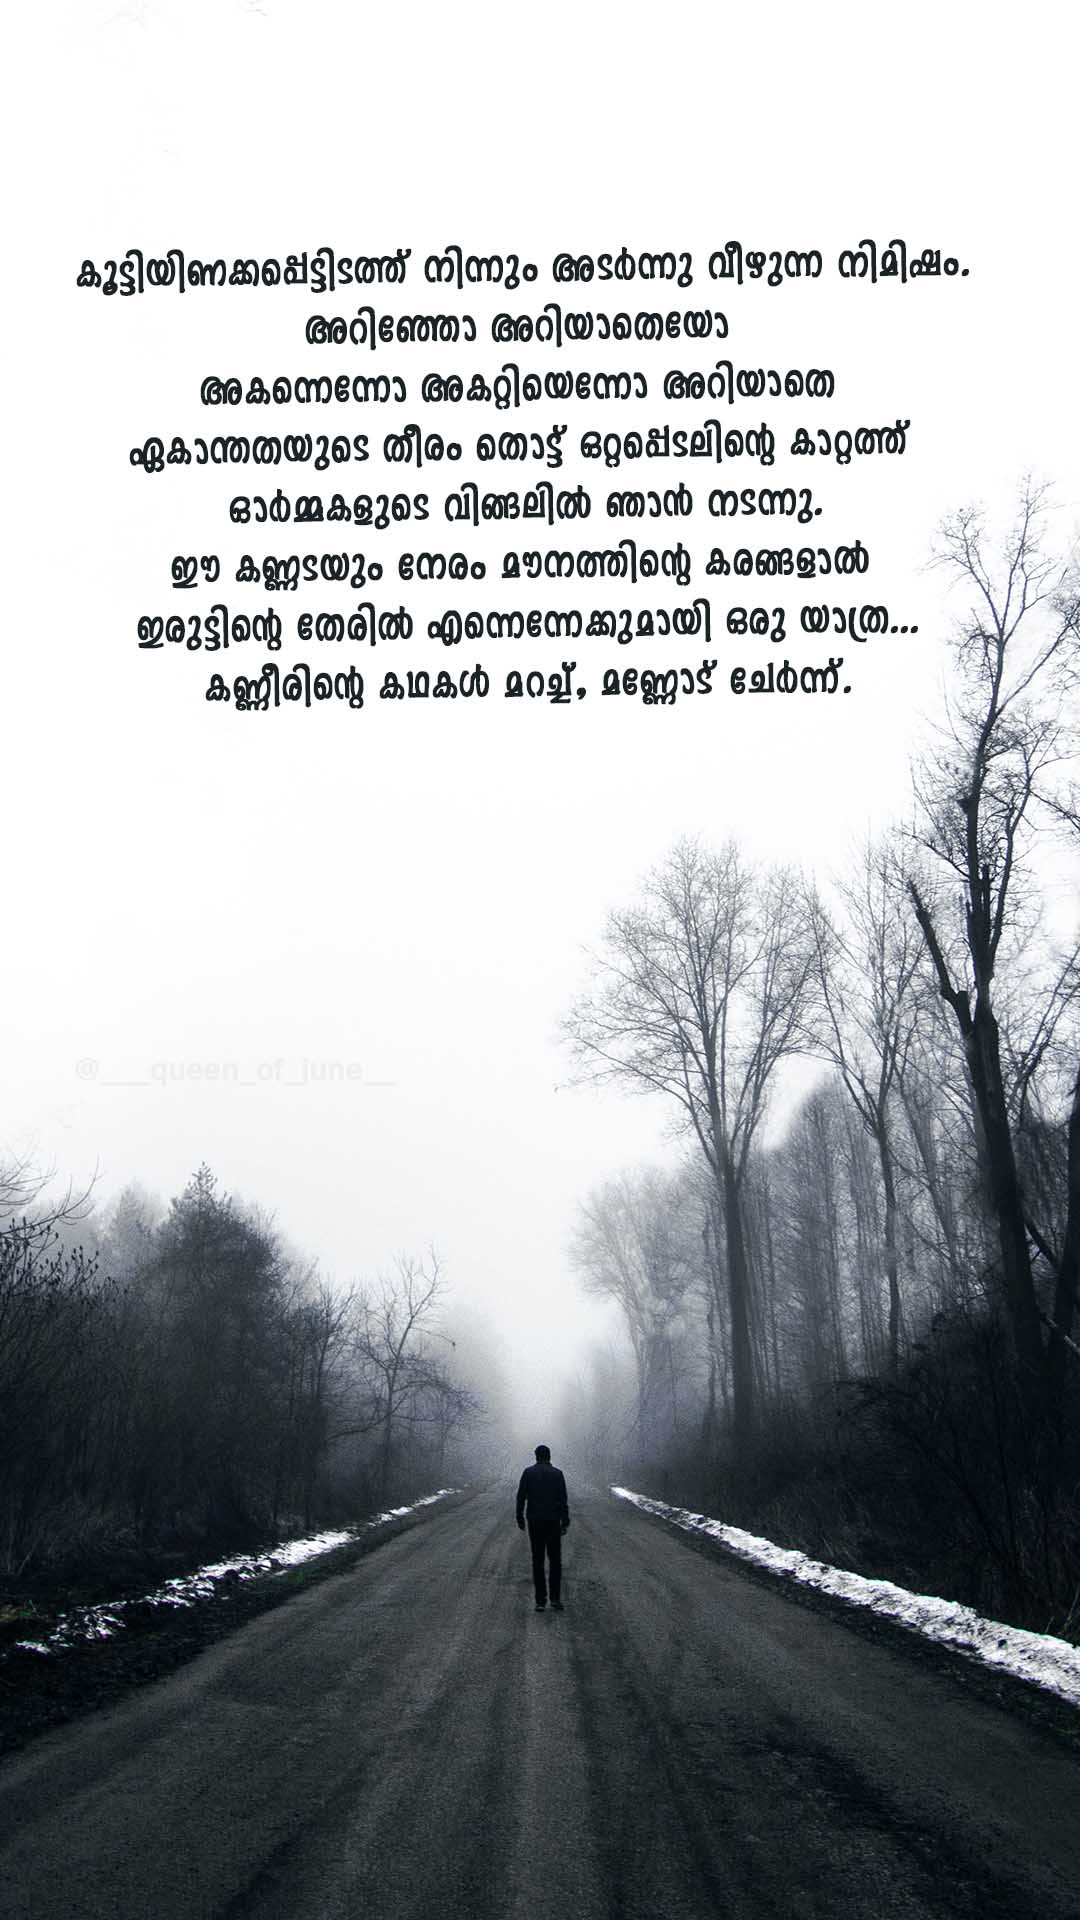 കൂട്ടിയിണക്കപ്പെട്ടിടത്ത് നിന്നും അടർന്നു വീഴുന്ന നിമിഷം.
അറിഞ്ഞോ അറിയാതെയോ
അകന്നെന്നോ അകറ്റിയെന്നോ അറിയാതെ
ഏകാന്തതയുടെ തീരം തൊട്ട് ഒറ്റപ്പെടലിന്റെ കാറ്റത്ത്
ഓർമ്മകളുടെ വിങ്ങലിൽ ഞാൻ നടന്നു.
ഈ കണ്ണടയും നേരം മൗനത്തിന്റെ കരങ്ങളാൽ
ഇരുട്ടിന്റെ തേരിൽ എന്നെന്നേക്കുമായി ഒരു യാത്ര...
കണ്ണീരിന്റെ കഥകൾ മറച്ച്, മണ്ണോട് ചേർന്ന്.
@___queen_of_june__